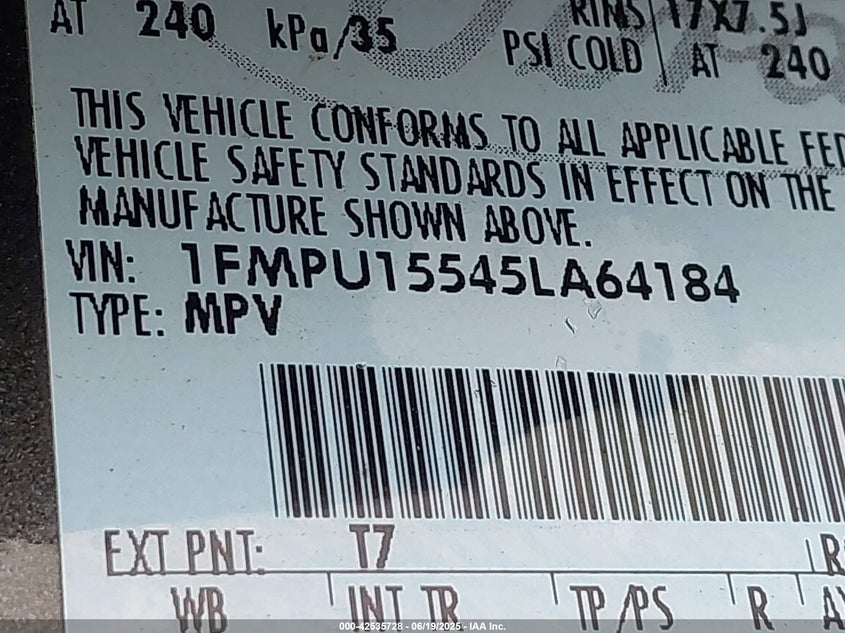 RIMS 17X7.5J
AT 240 kPa/35 PSI COLD AT 240
THIS VEHICLE CONFORMS TO ALL APPLICABLE FED
VEHICLE SAFETY STANDARDS IN EFFECT ON THE
MANUFACTURE SHOWN ABOVE.
VIN: 1FMPU15545LA64184
TYPE: MPV
EXT PNT: T7 R
WB INT TR TP/PS R A
000-42535728 - 06/19/2025 - IAA Inc.